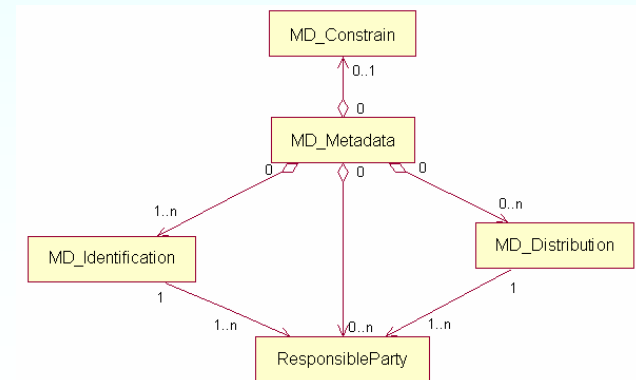 MD_Constrain
0..1
0
MD_Metadata
0
0
0
1..n
0..n
MD_Identification
MD_Distribution
1
1
1..n
0..n
1..n
ResponsibleParty